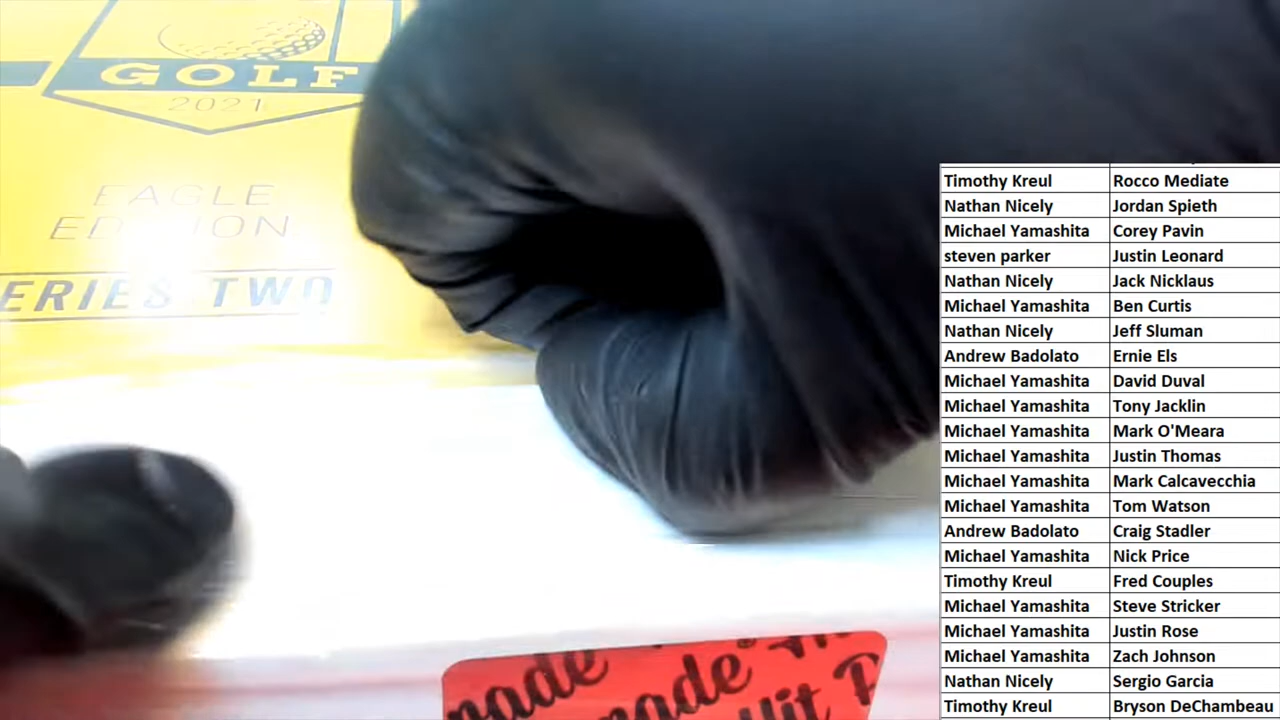 GOLF
2021
EAGLE
EDITION
SERIES TWO
Timothy Kreul Rocco Mediate
Nathan Nicely Jordan Spieth
Michael Yamashita Corey Pavin
steven parker Justin Leonard
Nathan Nicely Jack Nicklaus
Michael Yamashita Ben Curtis
Nathan Nicely Jeff Sluman
Andrew Badolato Ernie Els
Michael Yamashita David Duval
Michael Yamashita Tony Jacklin
Michael Yamashita Mark O'Meara
Michael Yamashita Justin Thomas
Michael Yamashita Mark Calcavecchia
Michael Yamashita Tom Watson
Andrew Badolato Craig Stadler
Michael Yamashita Nick Price
Timothy Kreul Fred Couples
Michael Yamashita Steve Stricker
Michael Yamashita Justin Rose
Michael Yamashita Zach Johnson
Nathan Nicely Sergio Garcia
Timothy Kreul Bryson DeChambeau